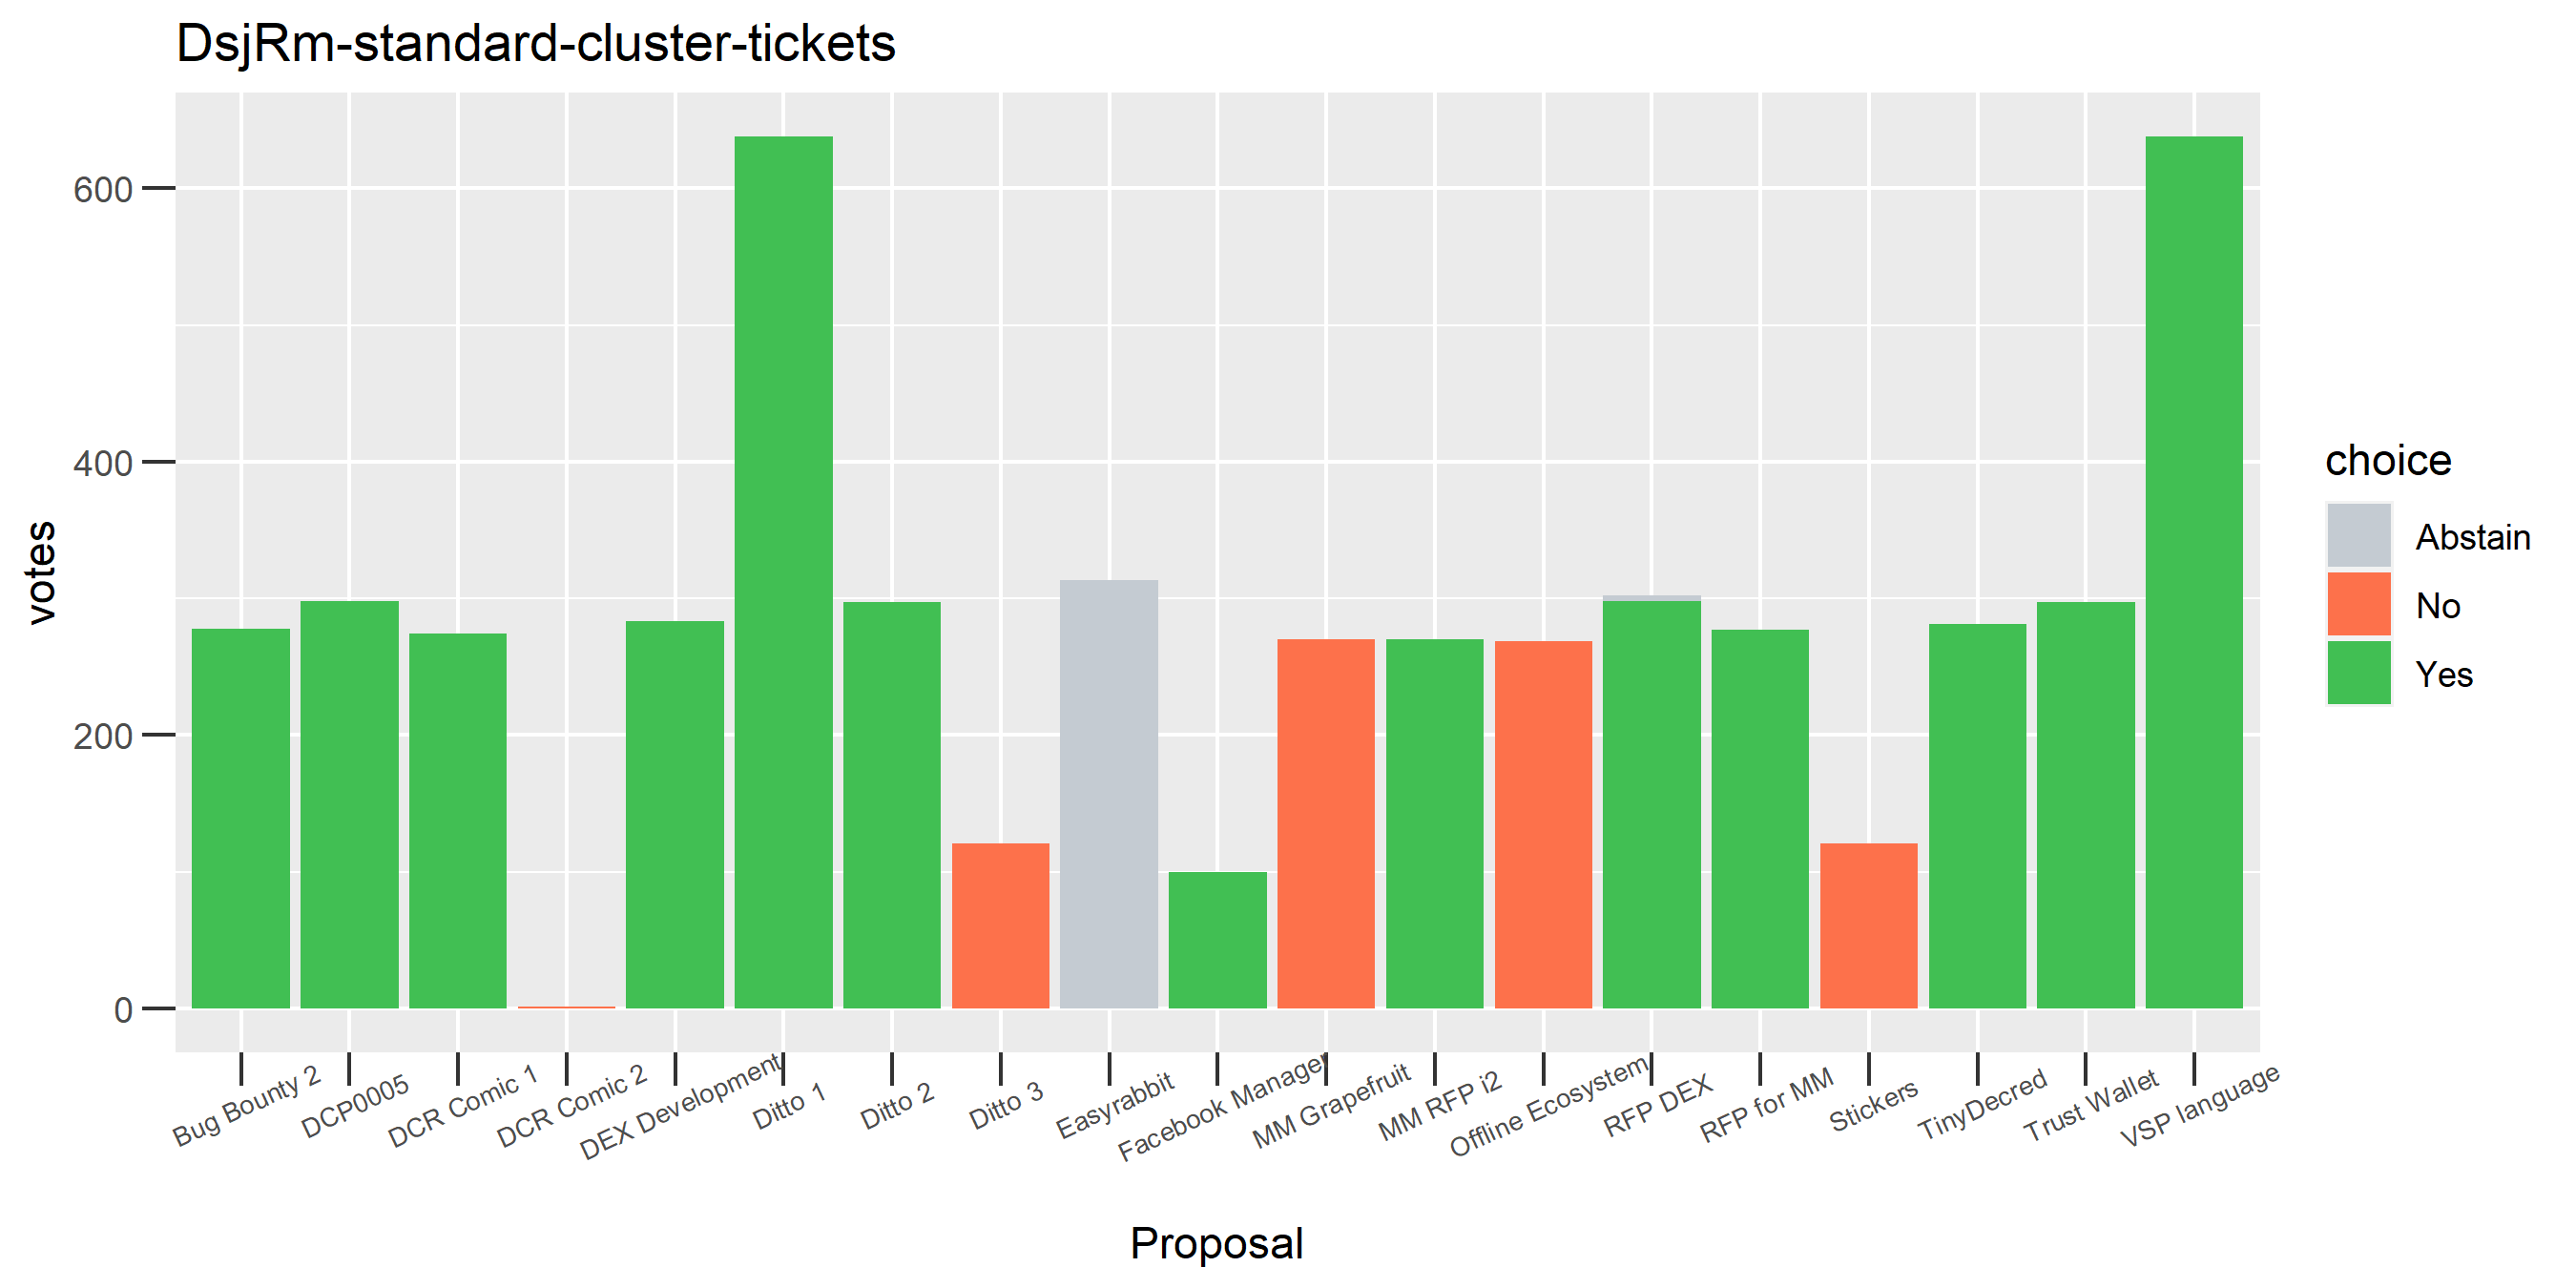 DsjRm-standard-cluster-tickets
votes
600
400
200
0
Bug Bounty 2
DCP0005
DCR Comic 1
DCR Comic 2
DEX Development
Ditto 1
Ditto 2
Ditto 3
Easyrabbit
Facebook Manager
MM Grapefruit
MM RFP i2
Offline Ecosystem
RFP DEX
RFP for MM
Stickers
TinyDecred
Trust Wallet
VSP language
Proposal
choice
Abstain
No
Yes